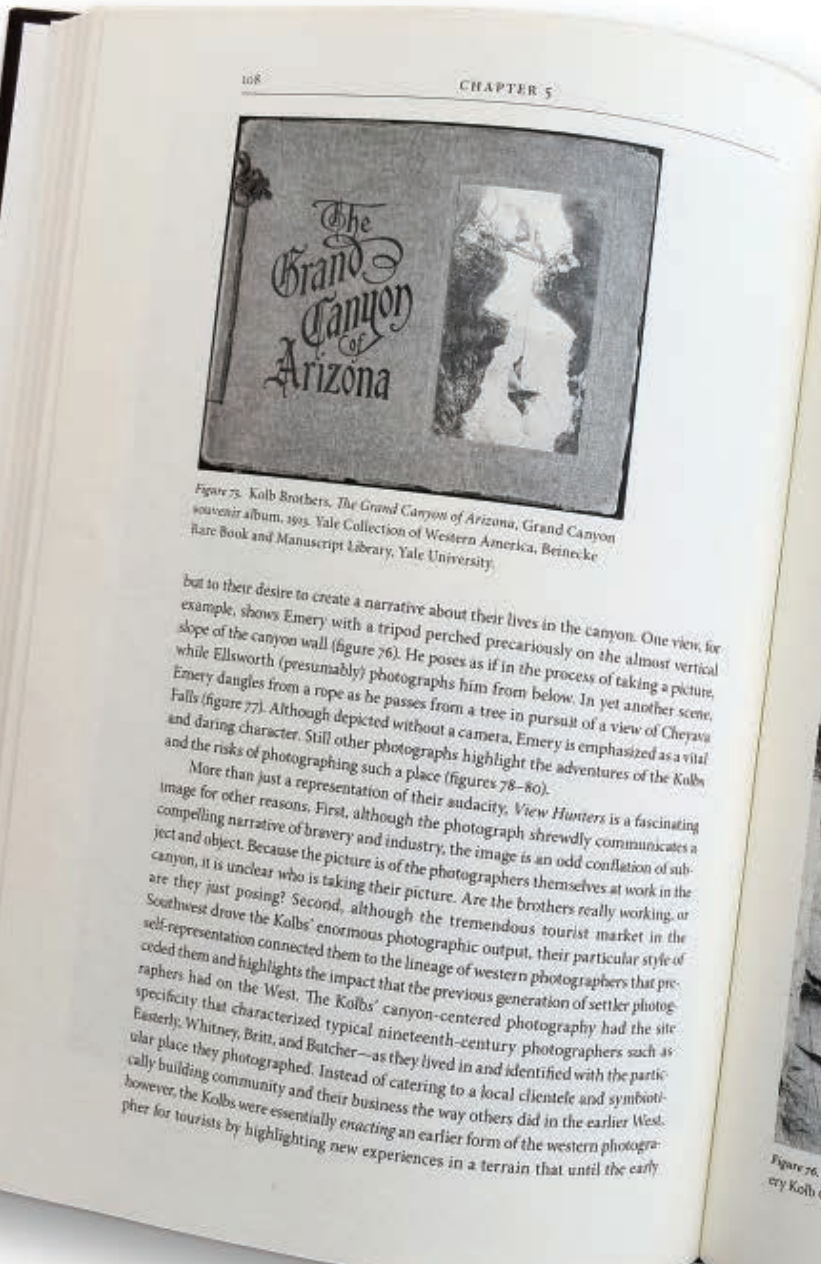 108
CHAPTER 5
The
Grand
Canyon
of
Arizona
Figure 75. Kolb Brothers, The Grand Canyon of Arizona, Grand Canyon
souvenir album, 1913. Yale Collection of Western America, Beinecke
Rare Book and Manuscript Library, Yale University.
but to their desire to create a narrative about their lives in the canyon. One view, for
example, shows Emery with a tripod perched precariously on the almost vertical
slope of the canyon wall (figure 76). He poses as if in the process of taking a picture,
while Ellsworth (presumably) photographs him from below. In yet another scene,
Emery dangles from a rope as he passes from a tree in pursuit of a view of Cheyava
Falls (figure 77). Although depicted without a camera, Emery is emphasized as a vital
and daring character. Still other photographs highlight the adventures of the Kolbs
and the risks of photographing such a place (figures 78–80).
More than just a representation of their audacity, View Hunters is a fascinating
image for other reasons. First, although the photograph shrewdly communicates a
compelling narrative of bravery and industry, the image is an odd conflation of sub-
ject and object. Because the picture is of the photographers themselves at work in the
canyon, it is unclear who is taking their picture. Are the brothers really working, or
are they just posing? Second, although the tremendous tourist market in the
Southwest drove the Kolbs' enormous photographic output, their particular style of
self-representation connected them to the lineage of western photographers that pre-
ceded them and highlights the impact that the previous generation of settler photog-
raphers had on the West. The Kolbs' canyon-centered photography had the site
specificity that characterized typical nineteenth-century photographers such as
Easterly, Whitney, Britt, and Butcher—as they lived in and identified with the partic-
ular place they photographed. Instead of catering to a local clientele and symbioti-
cally building community and their business the way others did in the earlier West,
however, the Kolbs were essentially enacting an earlier form of the western photogra-
pher for tourists by highlighting new experiences in a terrain that until the early
Figure 76.
ery Kolb